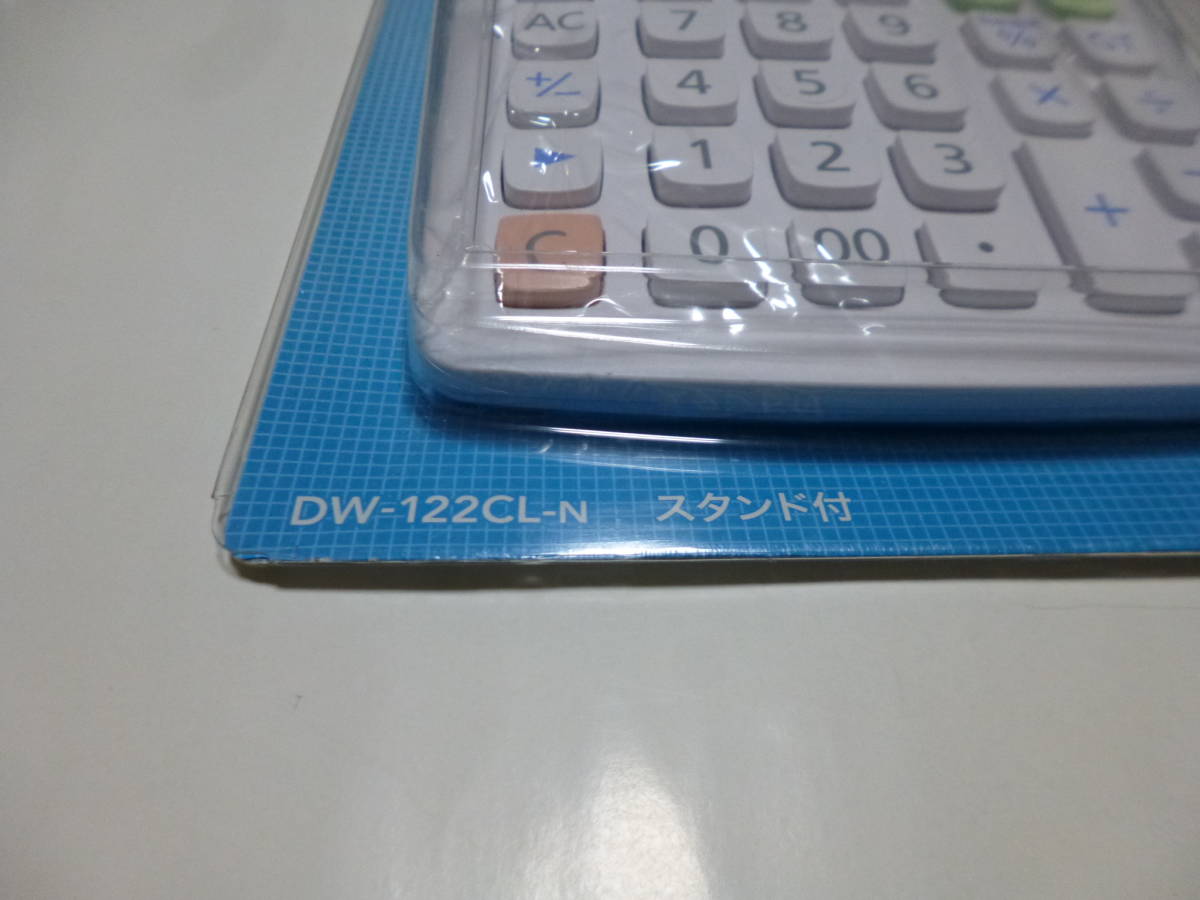 AC 7 8 9 % GT
+/− 4 5 6 × ÷
▶ 1 2 3 + −
C 0 00 ・
DW-122CL-N スタンド付